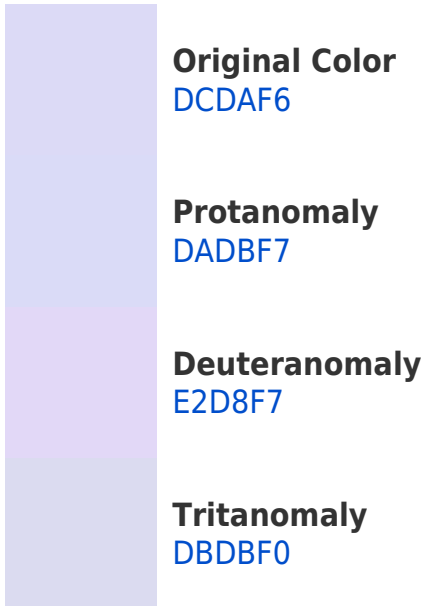 Original Color
DCDAF6
Protanomaly
DADBF7
Deuteranomaly
E2D8F7
Tritanomaly
DBDBF0